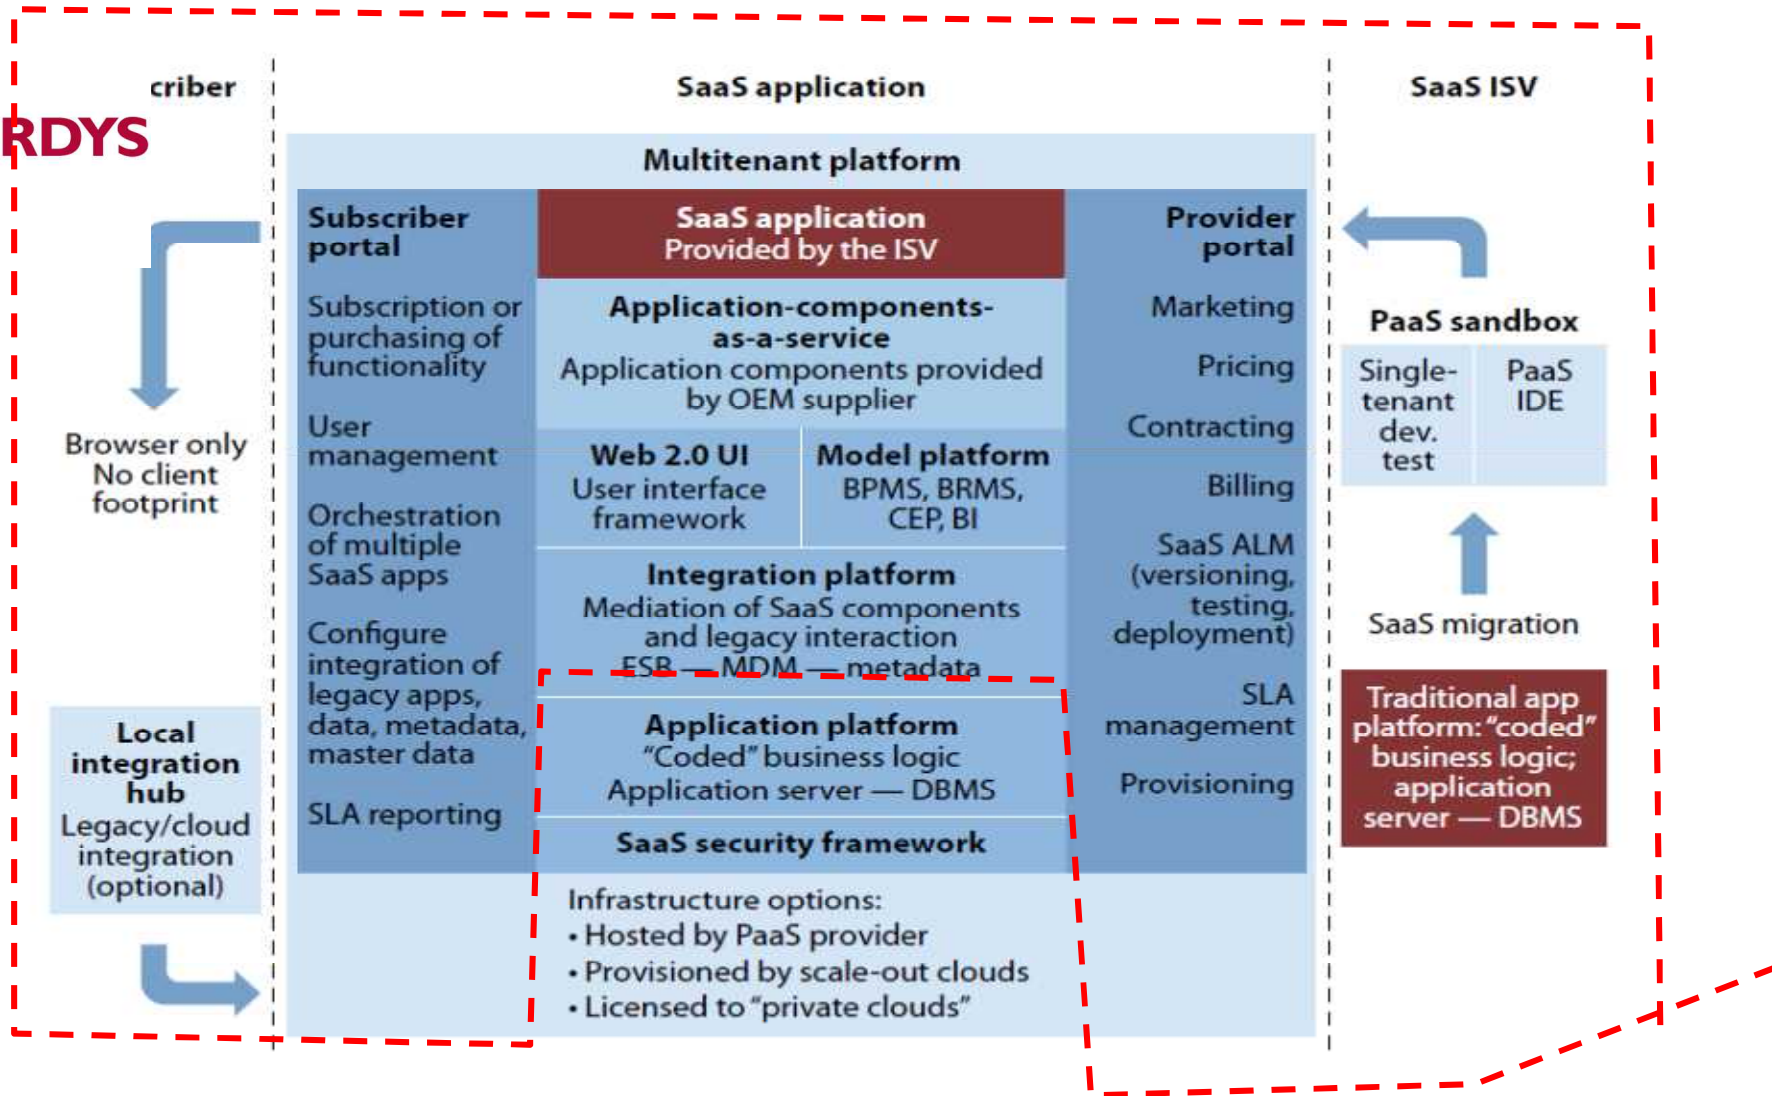 criber
SaaS application
SaaS ISV
RDYS
Multitenant platform
Subscriber
portal
Subscription or
purchasing of
functionality
User
management
Orchestration
of multiple
SaaS apps
Configure
integration of
legacy apps,
data, metadata,
master data
SLA reporting
SaaS application
Provided by the ISV
Application-components-
as-a-service
Application components provided
by OEM supplier
Web 2.0 UI
User interface
framework
Model platform
BPMS, BRMS,
CEP, BI
Integration platform
Mediation of SaaS components
and legacy interaction
ESB — MDM — metadata
Application platform
“Coded” business logic
Application server — DBMS
SaaS security framework
Infrastructure options:
• Hosted by PaaS provider
• Provisioned by scale-out clouds
• Licensed to “private clouds”
Provider
portal
Marketing
Pricing
Contracting
Billing
SaaS ALM
(versioning,
testing,
deployment)
SLA
management
Provisioning
Browser only
No client
footprint
Local
integration
hub
Legacy/cloud
integration
(optional)
PaaS sandbox
Single-
tenant
dev.
test
PaaS
IDE
SaaS migration
Traditional app
platform: “coded”
business logic;
application
server — DBMS